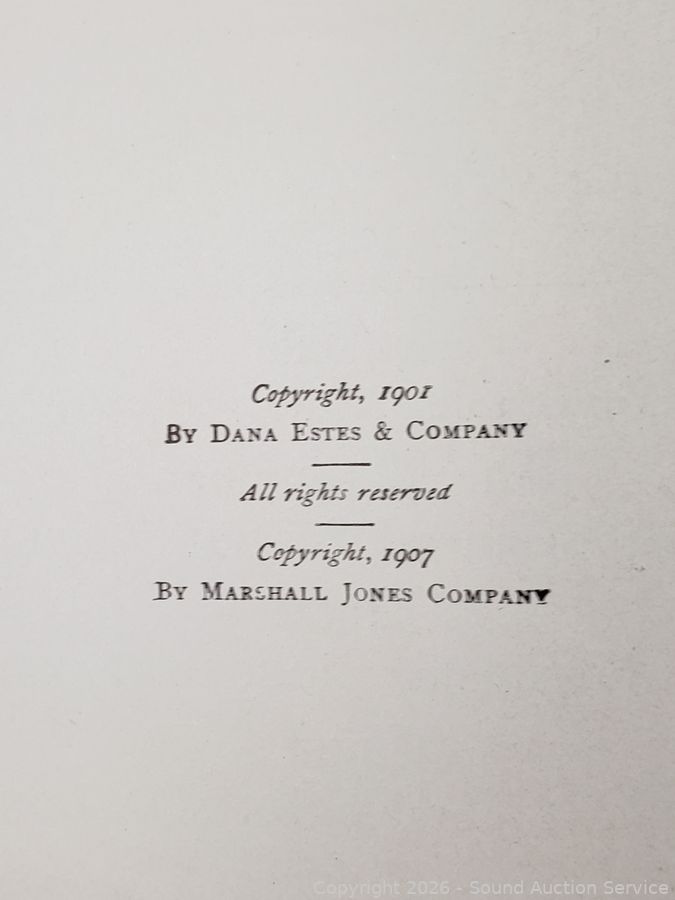 Copyright, 1901
By Dana Estes & Company
All rights reserved
Copyright, 1907
By Marshall Jones Company
Copyright 2026 - Sound Auction Service